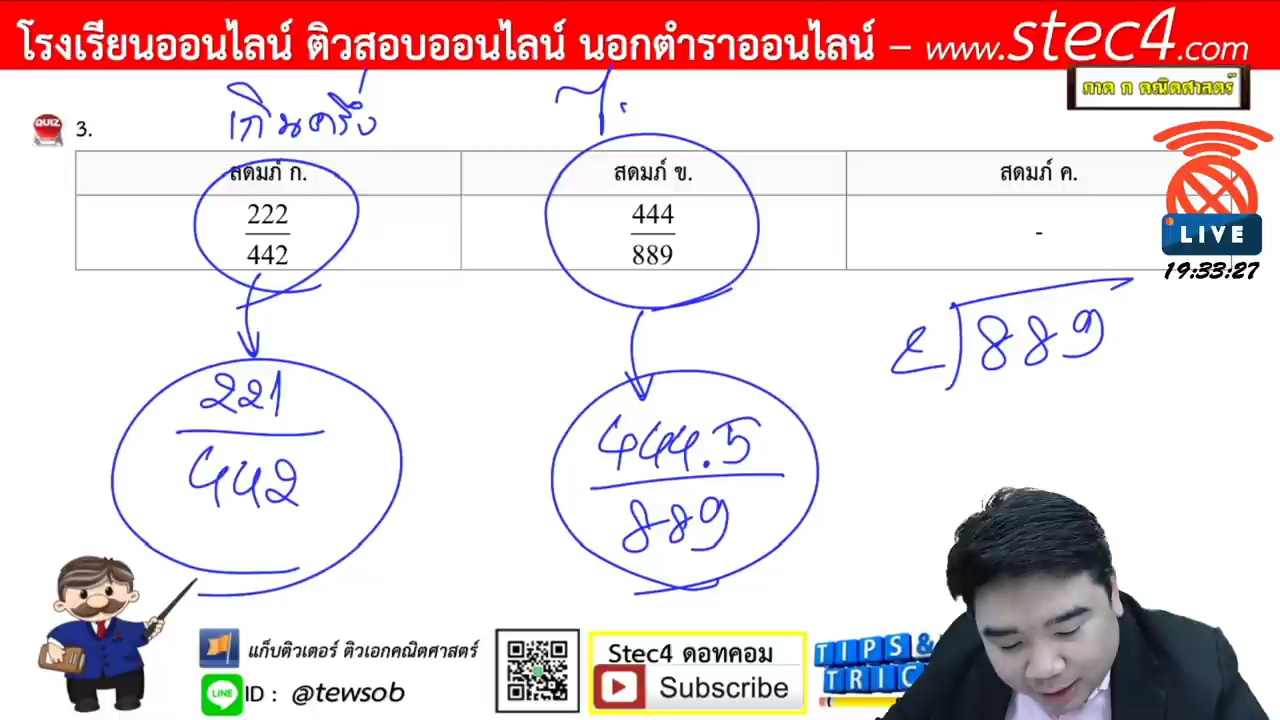 โรงเรียนออนไลน์ ติวสอบออนไลน์ นอกตำราออนไลน์ – www.stec4.com
ภาค ก คณิตศาสตร์
เกินครึ่ง
ไ
QUIZ
3.
สดมภ์ ก. สดมภ์ ข. สดมภ์ ค.
222 444 -
442 889
LIVE
19:33:27
2 889
221
442
444.5
889
แก็บติวเตอร์ ติวเอกคณิตศาสตร์
LINE ID : @tewsob
Stec4 ดอทคอม
Subscribe
TIPS &
TRIC